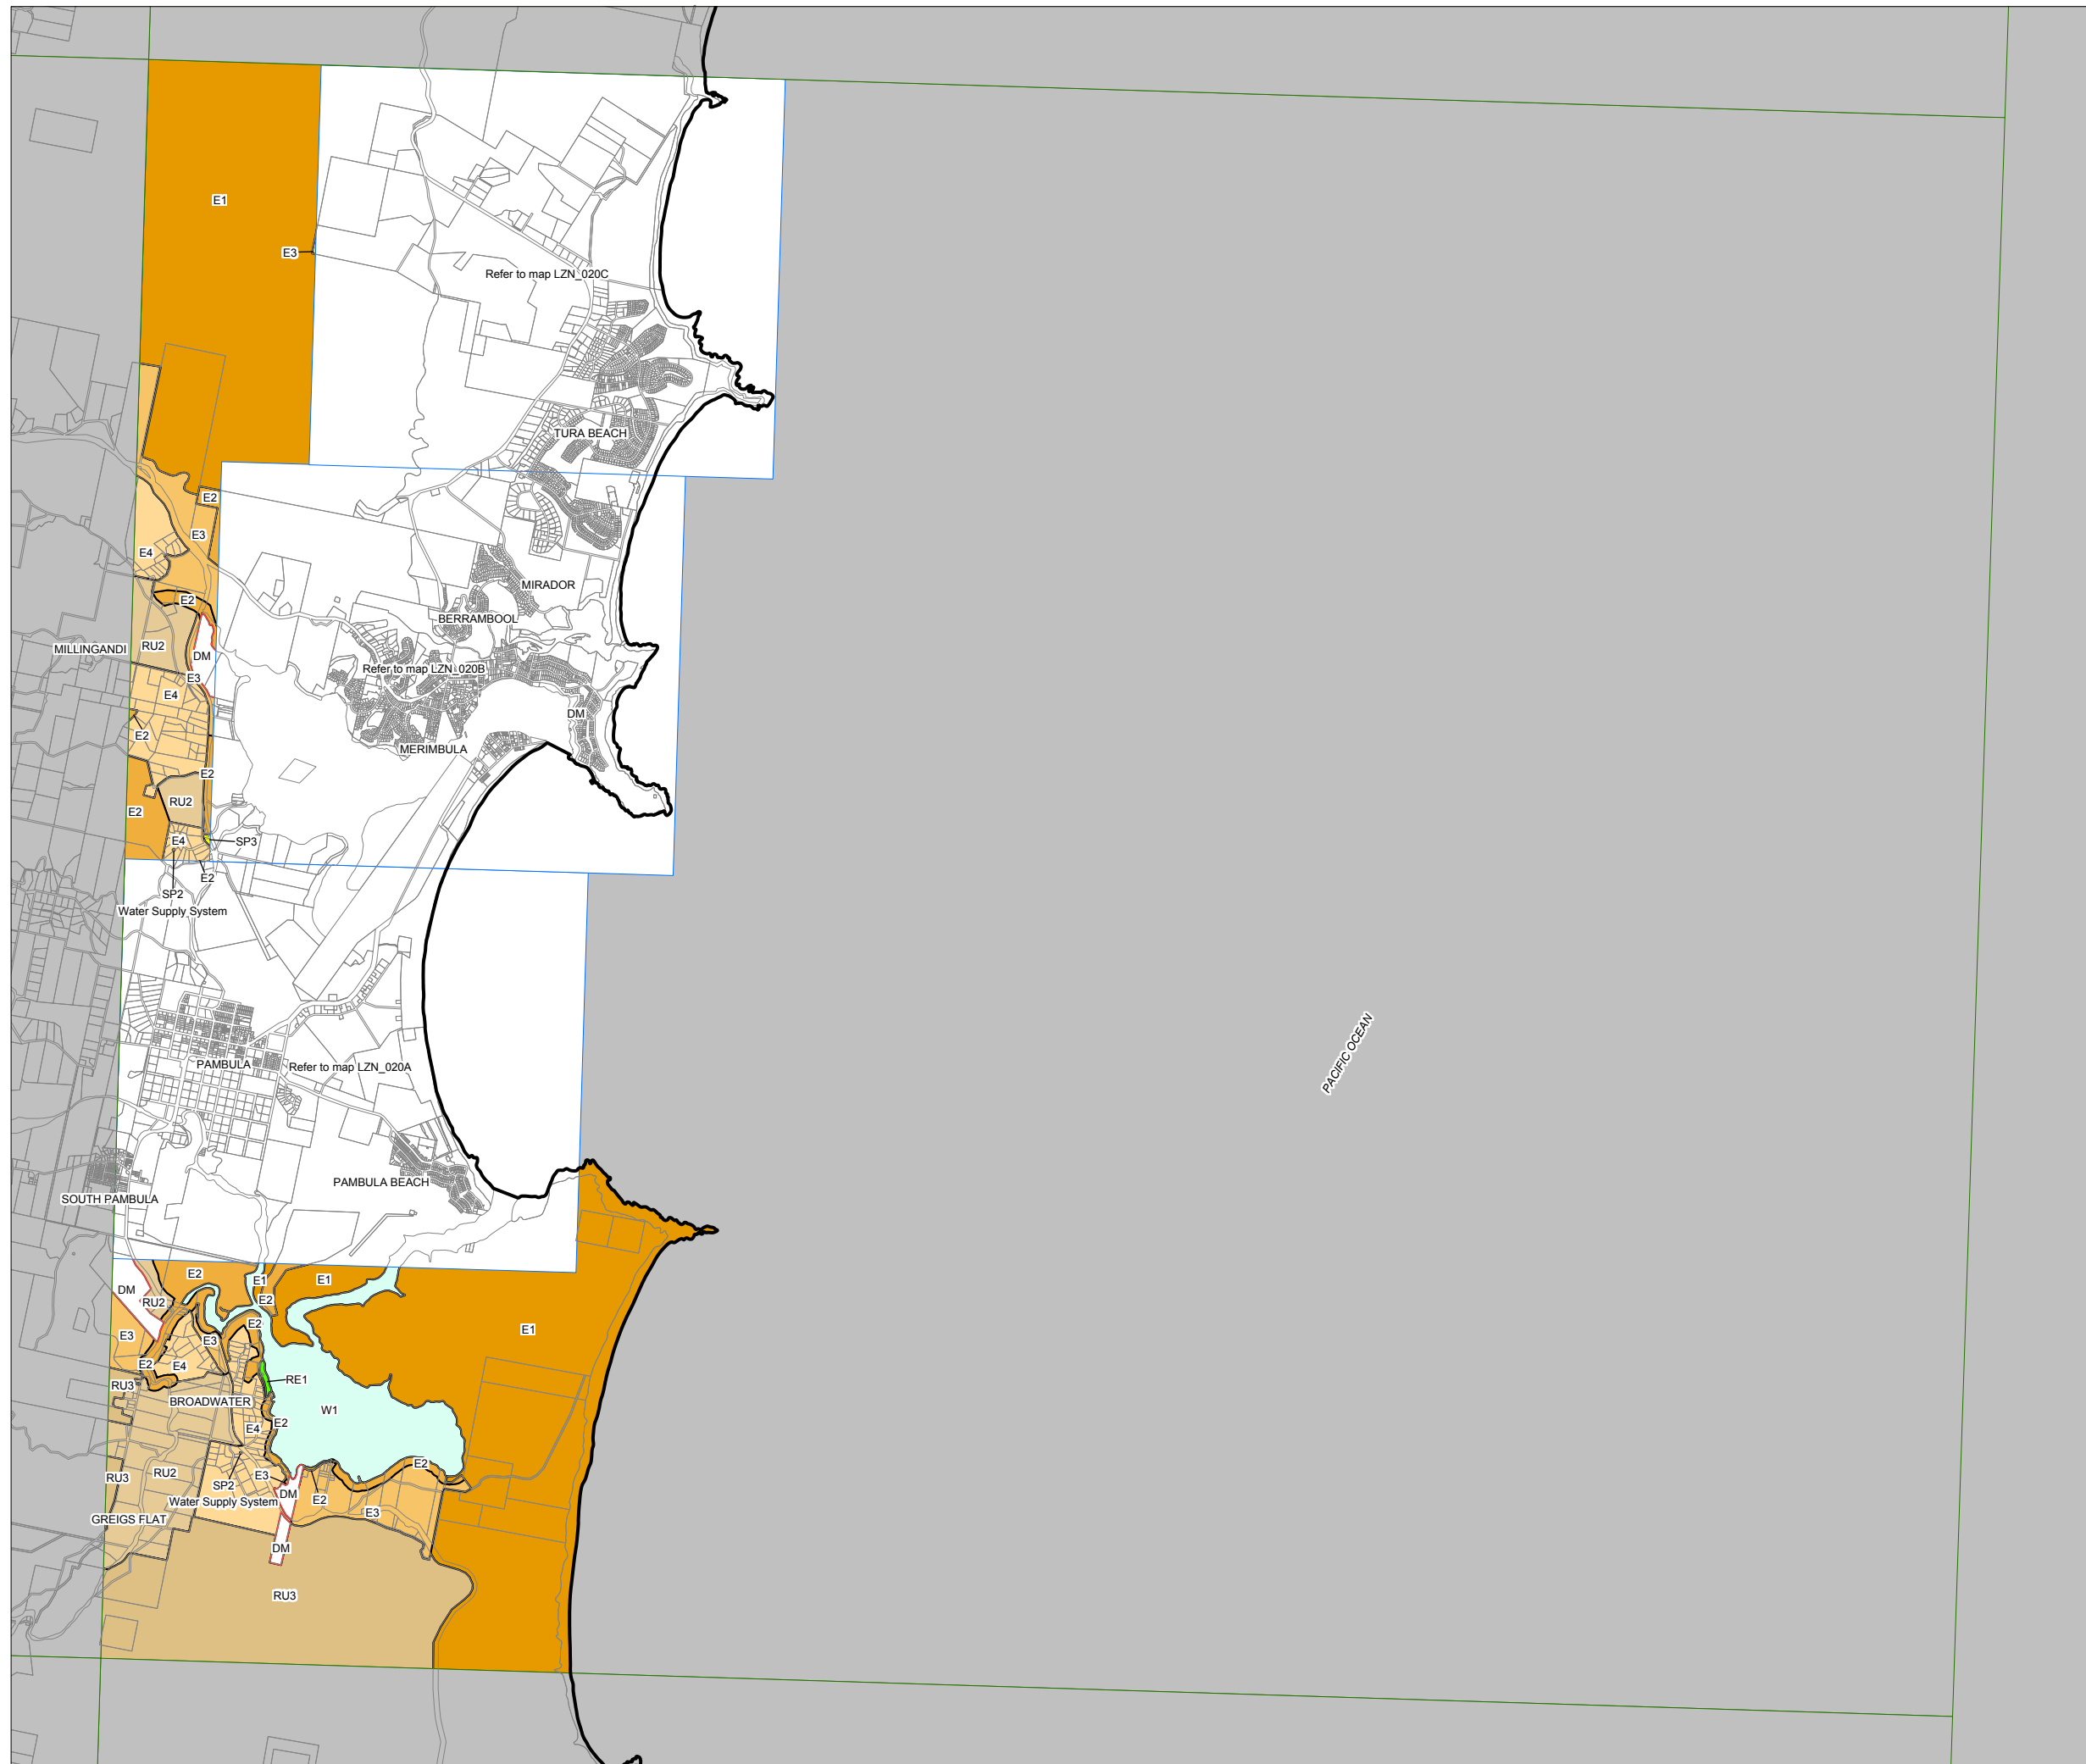 E1
E3
Refer to map LZN_020C
TURA BEACH
E2
E3
E4
MIRADOR
E2
BERRAMBOOL
RU2
MILLINGANDI
DM
Refer to map LZN_020B
E3
E4
DM
E2
MERIMBULA
E2
RU2
E2
E4
SP3
E2
SP2
Water Supply System
PACIFIC OCEAN
PAMBULA
Refer to map LZN_020A
PAMBULA BEACH
SOUTH PAMBULA
E2
E1
E1
DM
RU2
E2
E2
E1
E3
E3
E2
E4
RE1
RU3
BROADWATER
W1
E2
E4
E2
RU2
E3
RU3
SP2
DM
E2
Water Supply System
E3
GREIGS FLAT
DM
RU3